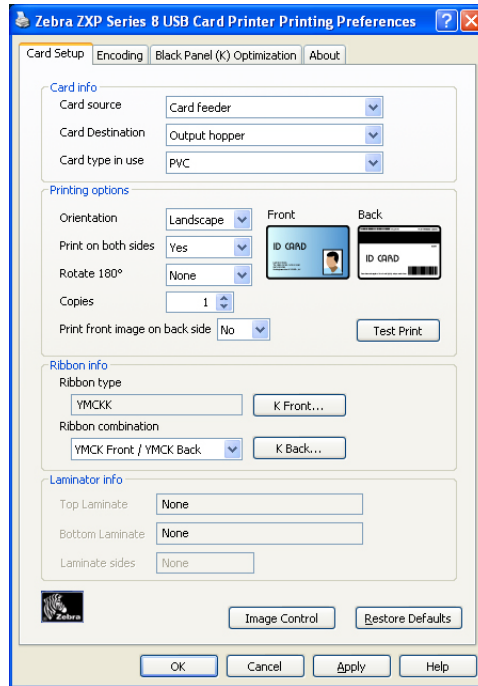 Zebra ZXP Series 8 USB Card Printer Printing Preferences
Card Setup Encoding Black Panel (K) Optimization About
Card info
Card source Card feeder
Card Destination Output hopper
Card type in use PVC
Printing options
Orientation Landscape Front Back
Print on both sides Yes
ID CARD ID CARD
Rotate 180° None
Copies 1
Print front image on back side No Test Print
Ribbon info
Ribbon type
YMCKK K Front...
Ribbon combination
YMCK Front / YMCK Back K Back...
Laminator info
Top Laminate None
Bottom Laminate None
Laminate sides None
Zebra
Image Control Restore Defaults
OK Cancel Apply Help